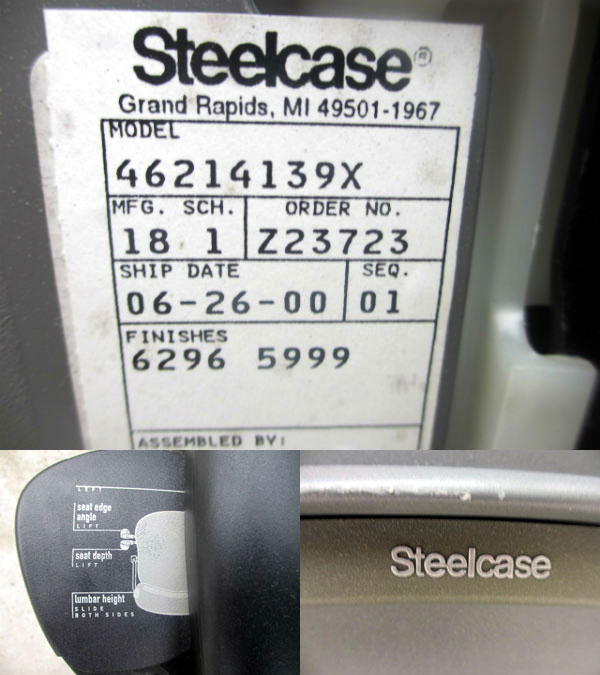 Steelcase®
Grand Rapids, MI 49501-1967
MODEL
46214139X
MFG. SCH. ORDER NO.
18 1 Z23723
SHIP DATE SEQ.
06-26-00 01
FINISHES
6296 5999
ASSEMBLED BY:
LIFT
seat edge
angle
LIFT
seat depth
LIFT
lumbar height
SLIDE
BOTH SIDES
Steelcase